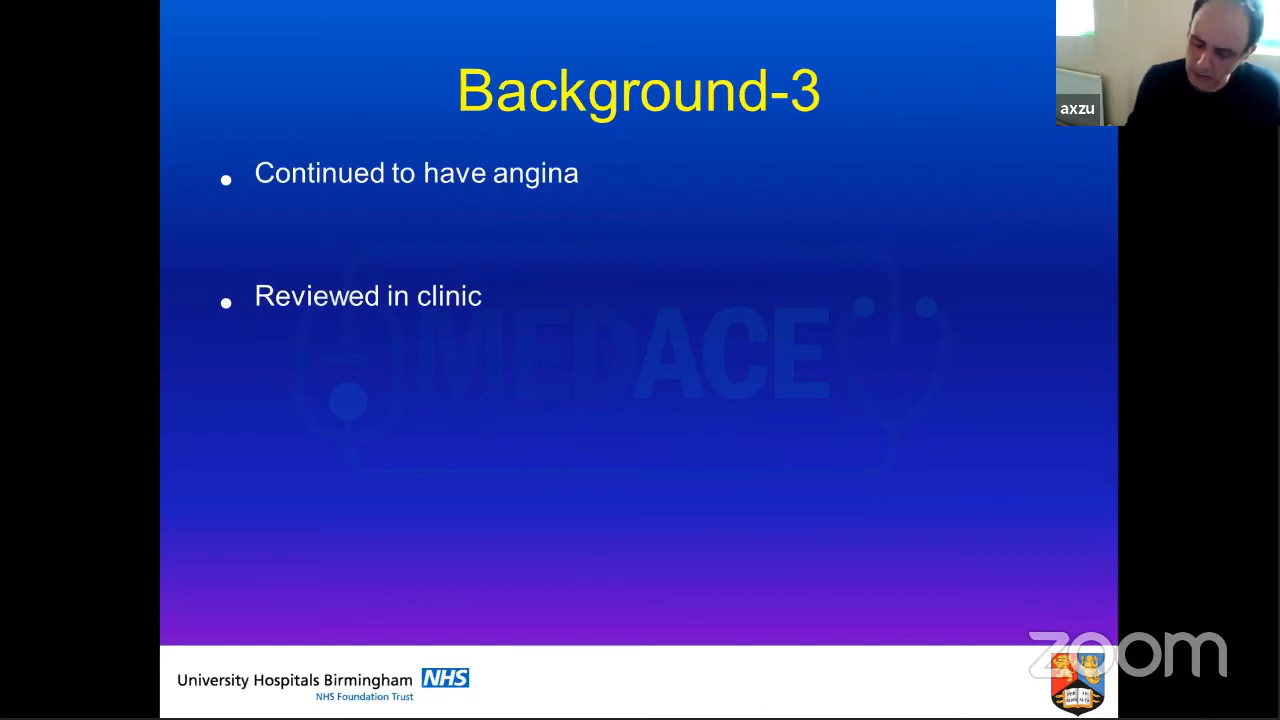 Background-3
axzu
• Continued to have angina
• Reviewed in clinic
MEDACE
University Hospitals Birmingham NHS
NHS Foundation Trust
zoom